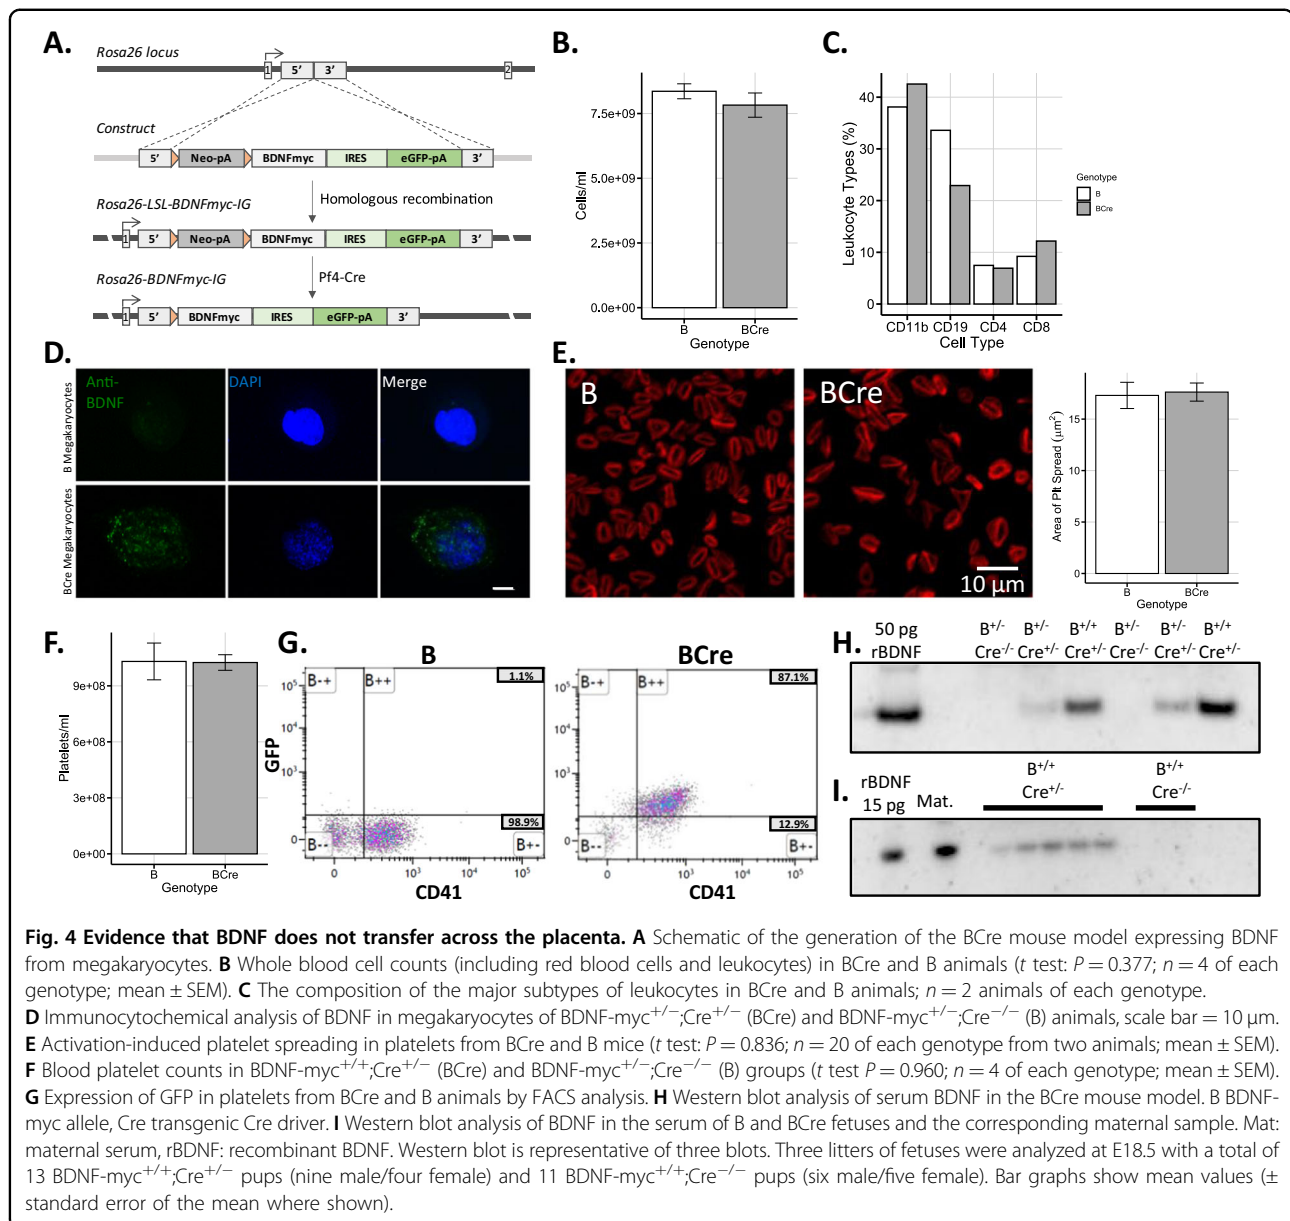 A.
Rosa26 locus
1
5’
3’
2
Construct
5’
Neo-pA
BDNFmyc
IRES
eGFP-pA
3’
Homologous recombination
Rosa26-LSL-BDNFmyc-IG
1
5’
Neo-pA
BDNFmyc
IRES
eGFP-pA
3’
Pf4-Cre
Rosa26-BDNFmyc-IG
1
5’
BDNFmyc
IRES
eGFP-pA
3’
B.
Cells/ml
7.5e+09
5.0e+09
2.5e+09
0.0e+00
B
BCre
Genotype
C.
Leukocyte Types (%)
40
30
20
10
0
CD11b
CD19
CD4
CD8
Cell Type
Genotype
B
BCre
D.
Anti-
BDNF
DAPI
Merge
B Megakaryocytes
BCre Megakaryocytes
E.
B
BCre
10 µm
Area of Plt Spread (µm²)
15
10
5
0
B
BCre
Genotype
F.
Platelets/ml
9e+08
6e+08
3e+08
0e+00
B
BCre
Genotype
G.
B
BCre
GFP
B-+
B++
1.1%
98.9%
B--
B+-
10⁵
10⁴
10³
0
0
10³
10⁴
10⁵
CD41
B-+
B++
87.1%
12.9%
B--
B+-
10⁵
10⁴
10³
0
0
10³
10⁴
10⁵
CD41
H.
50 pg
rBDNF
B+/- B+/- B+/+ B+/- B+/- B+/+
Cre-/- Cre+/- Cre+/- Cre-/- Cre+/- Cre+/-
I.
rBDNF
15 pg
Mat.
B+/+
Cre+/-
B+/+
Cre-/-
Fig. 4 Evidence that BDNF does not transfer across the placenta. A Schematic of the generation of the BCre mouse model expressing BDNF
from megakaryocytes. B Whole blood cell counts (including red blood cells and leukocytes) in BCre and B animals (t test: P = 0.377; n = 4 of each
genotype; mean ± SEM). C The composition of the major subtypes of leukocytes in BCre and B animals; n = 2 animals of each genotype.
D Immunocytochemical analysis of BDNF in megakaryocytes of BDNF-myc+/−;Cre+/− (BCre) and BDNF-myc+/−;Cre−/− (B) animals, scale bar = 10 µm.
E Activation-induced platelet spreading in platelets from BCre and B mice (t test: P = 0.836; n = 20 of each genotype from two animals; mean ± SEM).
F Blood platelet counts in BDNF-myc+/+;Cre+/− (BCre) and BDNF-myc+/−;Cre−/− (B) groups (t test P = 0.960; n = 4 of each genotype; mean ± SEM).
G Expression of GFP in platelets from BCre and B animals by FACS analysis. H Western blot analysis of serum BDNF in the BCre mouse model. B BDNF-
myc allele, Cre transgenic Cre driver. I Western blot analysis of BDNF in the serum of B and BCre fetuses and the corresponding maternal sample. Mat:
maternal serum, rBDNF: recombinant BDNF. Western blot is representative of three blots. Three litters of fetuses were analyzed at E18.5 with a total of
13 BDNF-myc+/+;Cre+/− pups (nine male/four female) and 11 BDNF-myc+/+;Cre−/− pups (six male/five female). Bar graphs show mean values (±
standard error of the mean where shown).